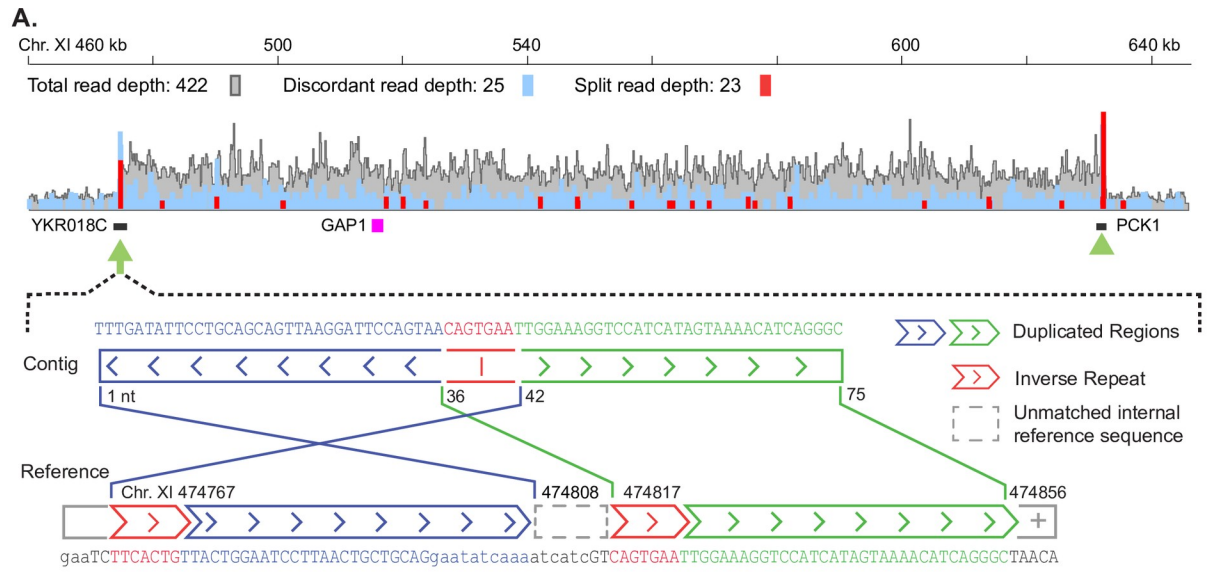 A.
Chr. XI 460 kb 500 540 600 640 kb
Total read depth: 422 Discordant read depth: 25 Split read depth: 23
YKR018C GAP1 PCK1
TTTGATATTCCTGCAGCAGTTAAGGATTCCAGTAACAGTGAATTGGAAAGGTCCATCATAGTAAAACATCAGGGC
Duplicated Regions
Contig
Inverse Repeat
1 nt 36 42 75
Unmatched internal
reference sequence
Reference
Chr. XI 474767 474808 474817 474856
gaaTCTTCACTGTTACTGGAATCCTTAACTGCTGCAGgaatatcaaaatcatcGTCAGTGAATTGGAAAGGTCCATCATAGTAAAACATCAGGGCTAACA